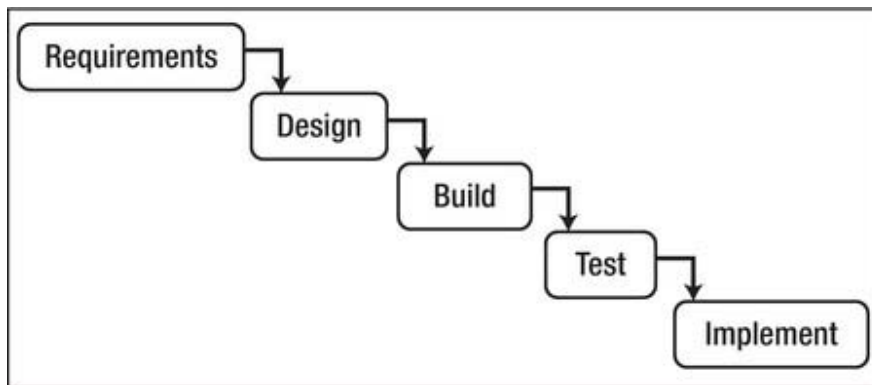 Requirements
Design
Build
Test
Implement